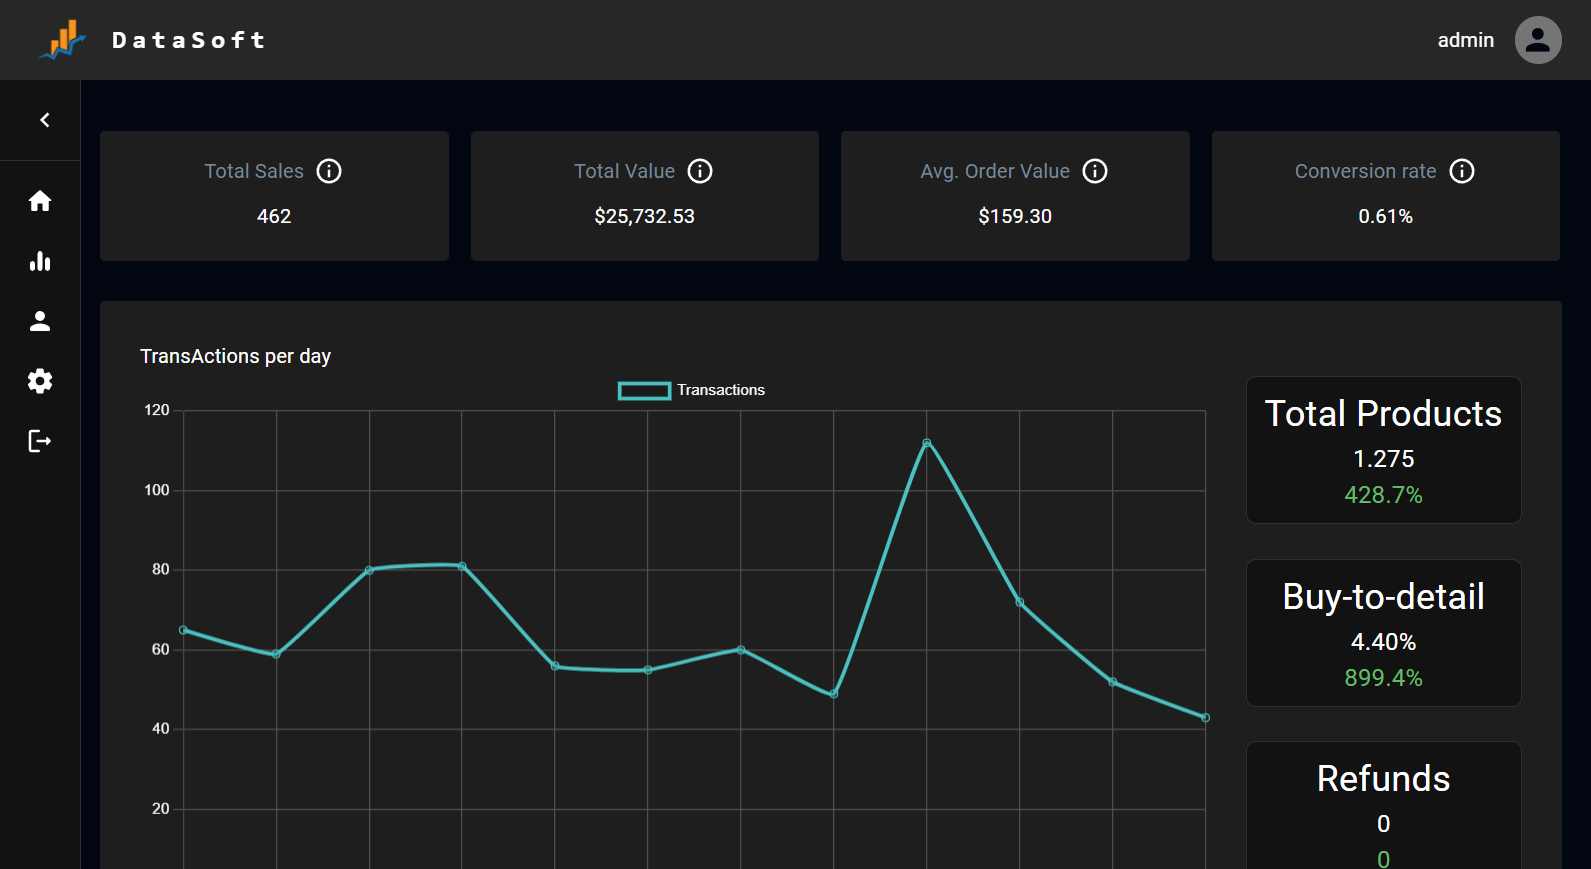 DataSoft
admin
Total Sales
462
Total Value
$25,732.53
Avg. Order Value
$159.30
Conversion rate
0.61%
TransActions per day
Transactions
120
100
80
60
40
20
Total Products
1.275
428.7%
Buy-to-detail
4.40%
899.4%
Refunds
0
0